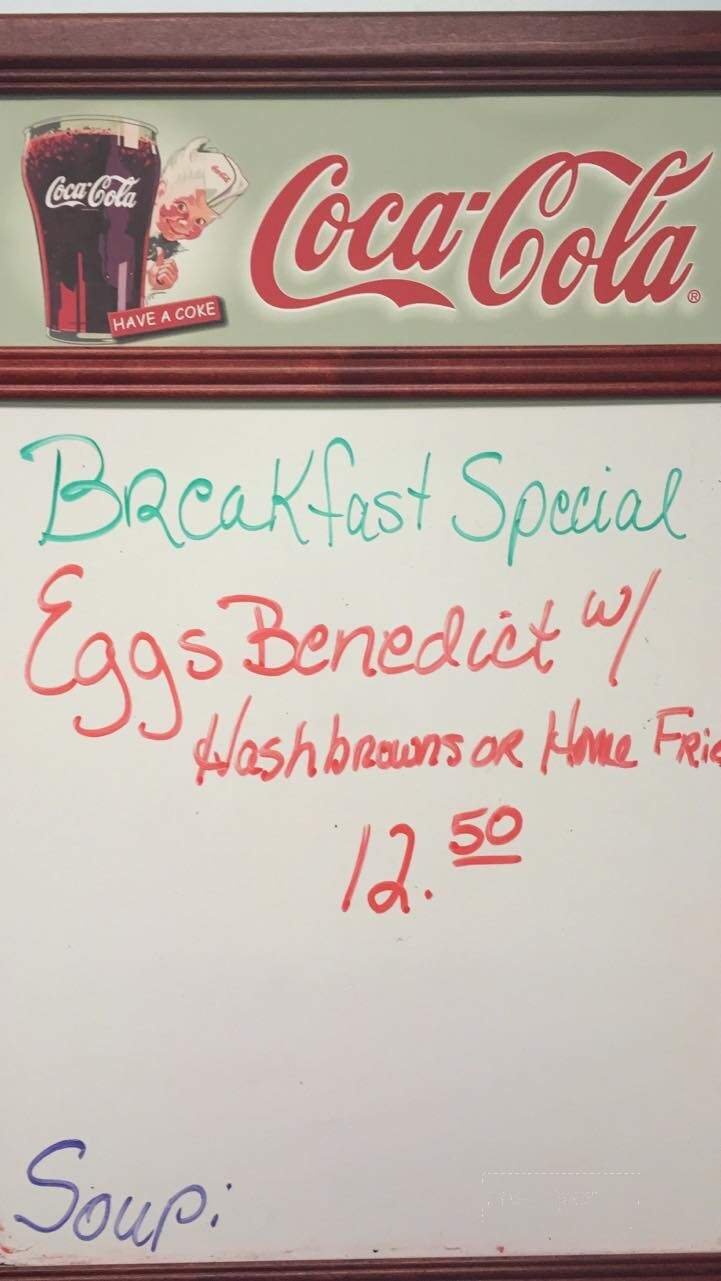 Coca-Cola
Coca-Cola®
HAVE A COKE
Breakfast Special
Eggs Benedict w/
Hashbrowns or Home Frie
12.50
Soup: